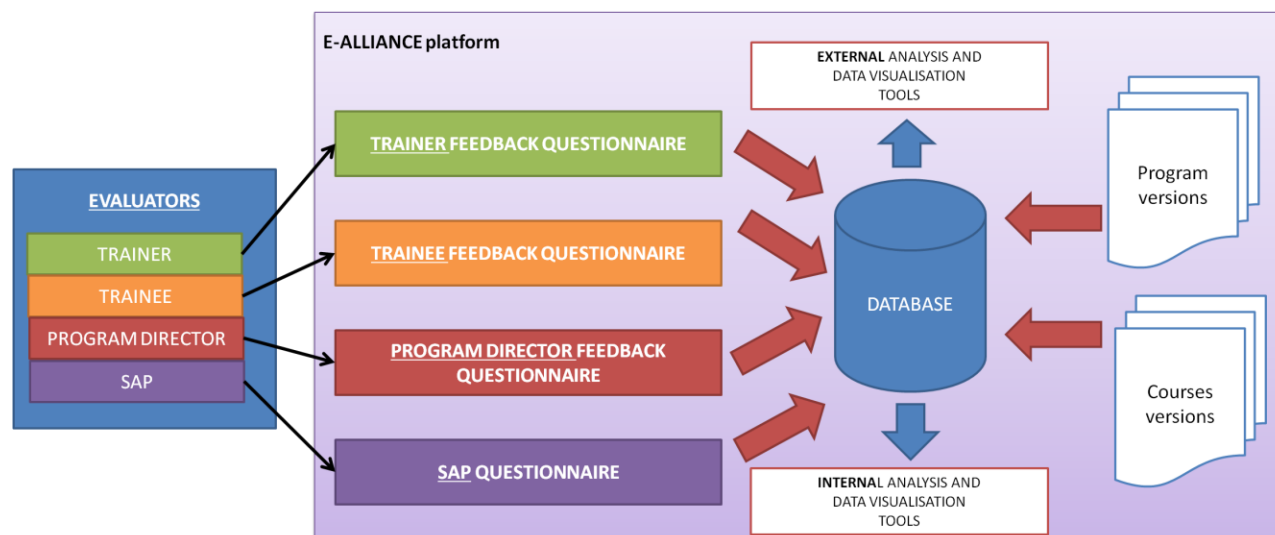 E-ALLIANCE platform
EVALUATORS
TRAINER
TRAINEE
PROGRAM DIRECTOR
SAP
TRAINER FEEDBACK QUESTIONNAIRE
TRAINEE FEEDBACK QUESTIONNAIRE
PROGRAM DIRECTOR FEEDBACK
QUESTIONNAIRE
SAP QUESTIONNAIRE
EXTERNAL ANALYSIS AND
DATA VISUALISATION
TOOLS
DATABASE
INTERNAL ANALYSIS AND
DATA VISUALISATION
TOOLS
Program
versions
Courses
versions